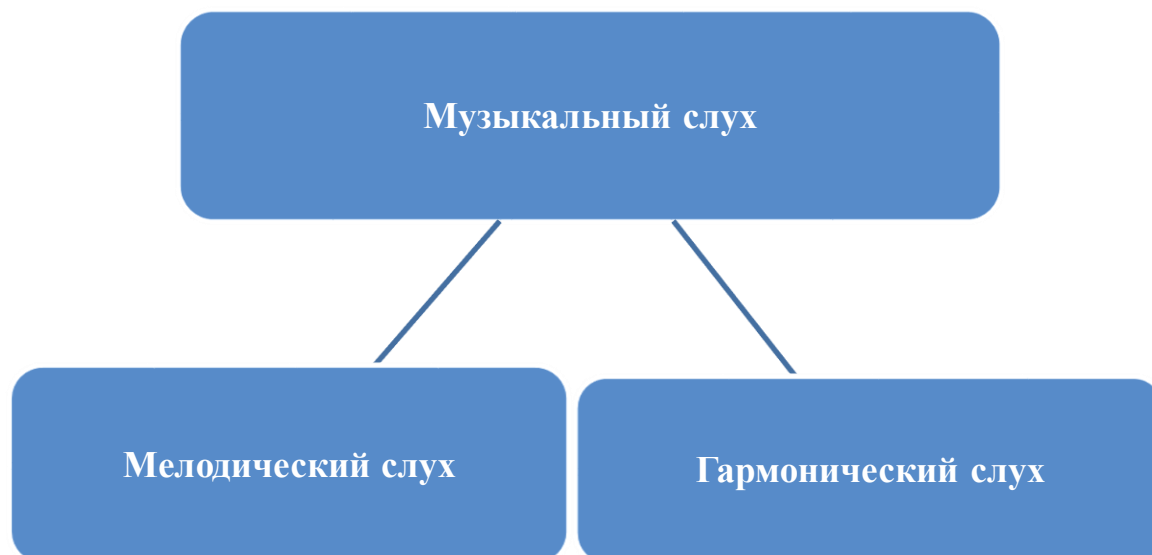 Музыкальный слух
Мелодический слух
Гармонический слух